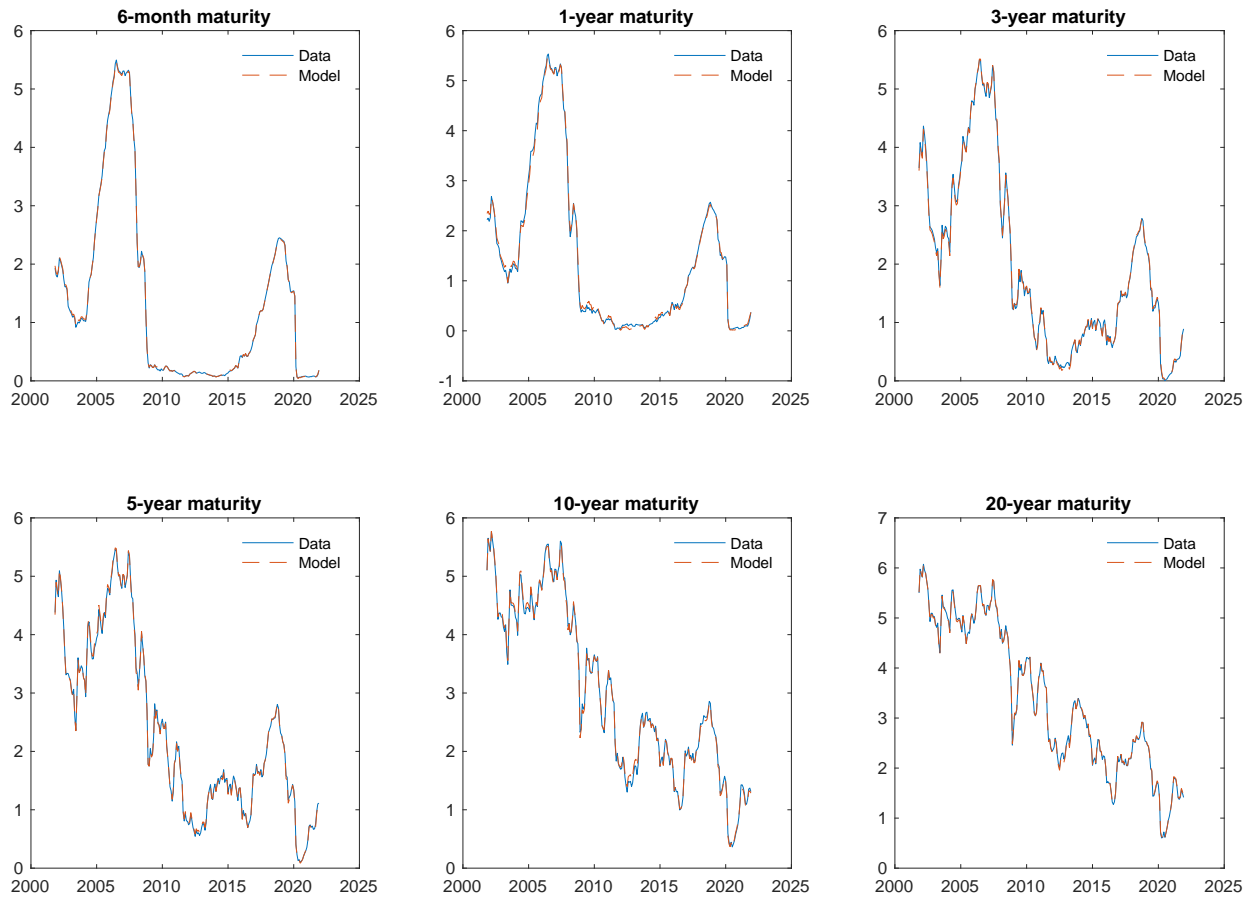 6-month maturity
Data
Model
6
5
4
3
2
1
0
2000 2005 2010 2015 2020 2025
1-year maturity
Data
Model
6
5
4
3
2
1
0
-1
2000 2005 2010 2015 2020 2025
3-year maturity
Data
Model
6
5
4
3
2
1
0
2000 2005 2010 2015 2020 2025
5-year maturity
Data
Model
6
5
4
3
2
1
0
2000 2005 2010 2015 2020 2025
10-year maturity
Data
Model
6
5
4
3
2
1
0
2000 2005 2010 2015 2020 2025
20-year maturity
Data
Model
7
6
5
4
3
2
1
0
2000 2005 2010 2015 2020 2025